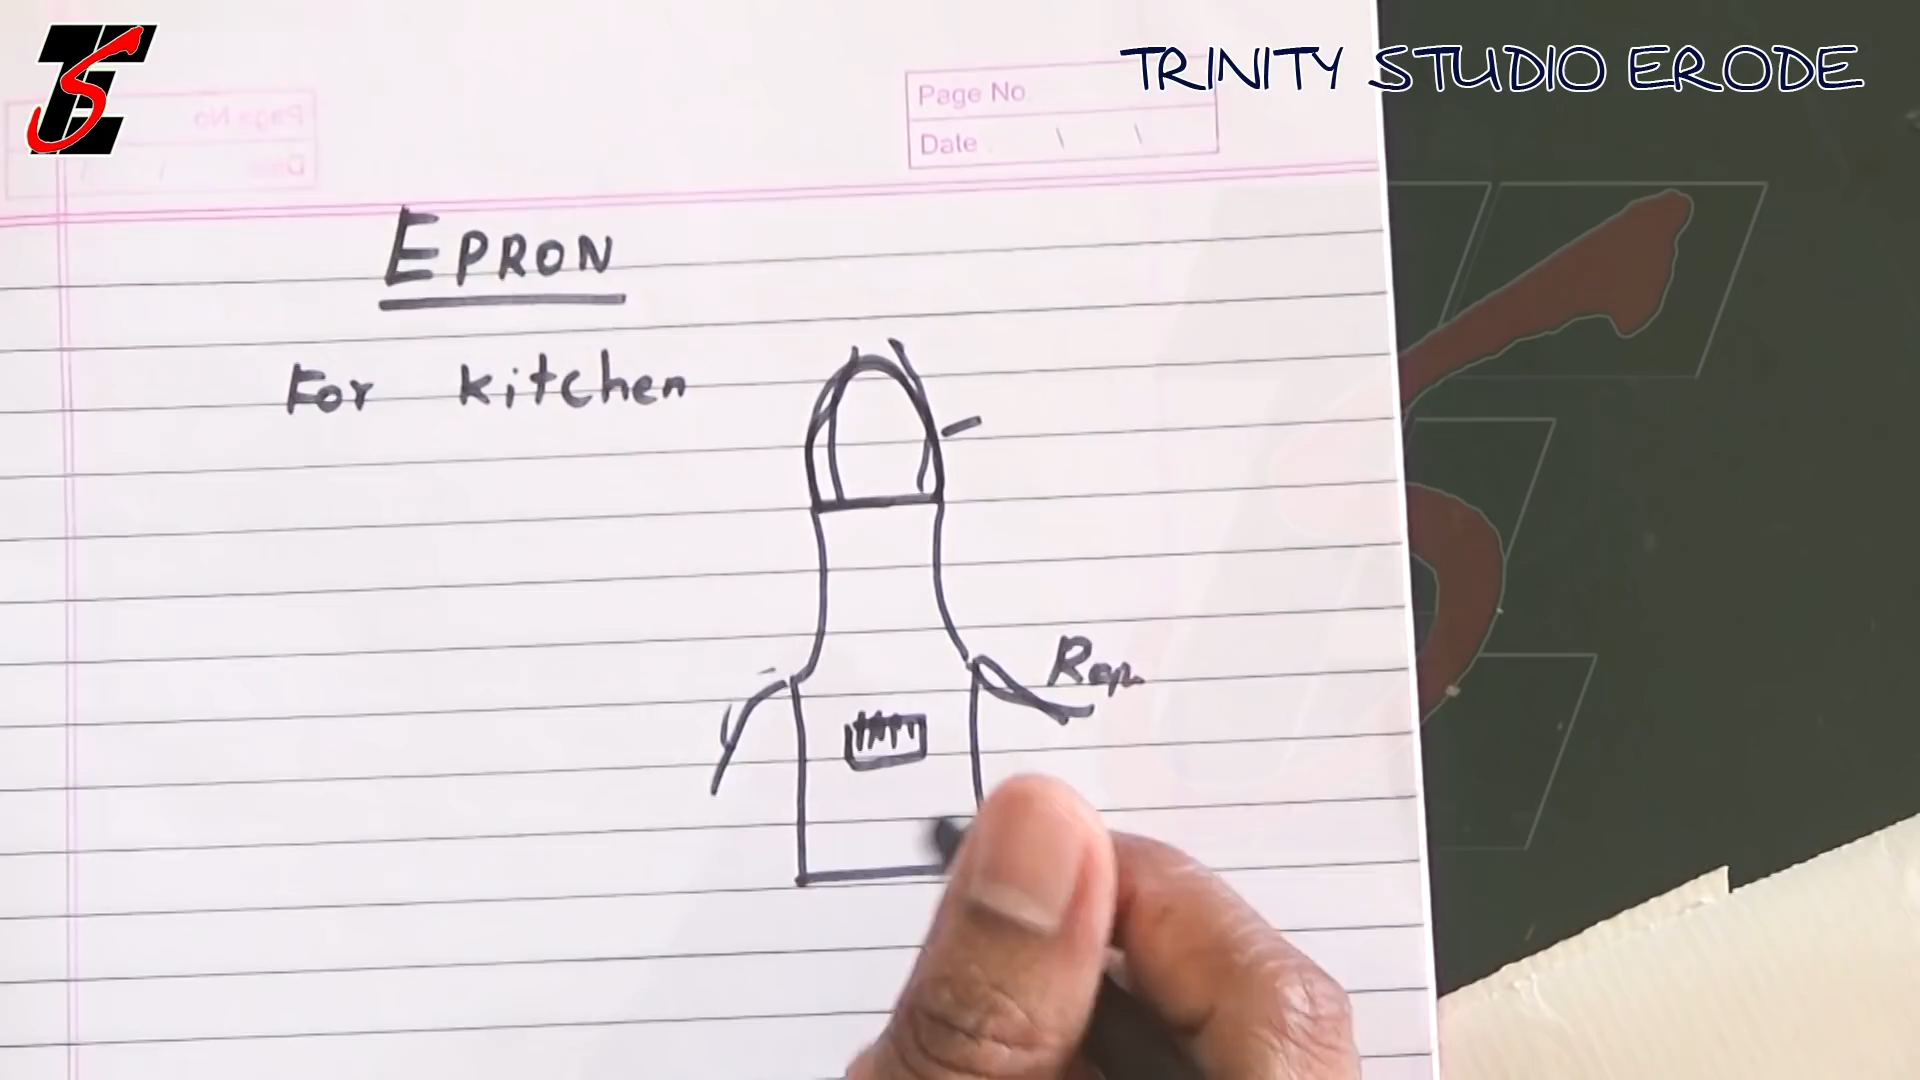 TRINITY STUDIO ERODE
Page No
Date
EPRON
For kitchen